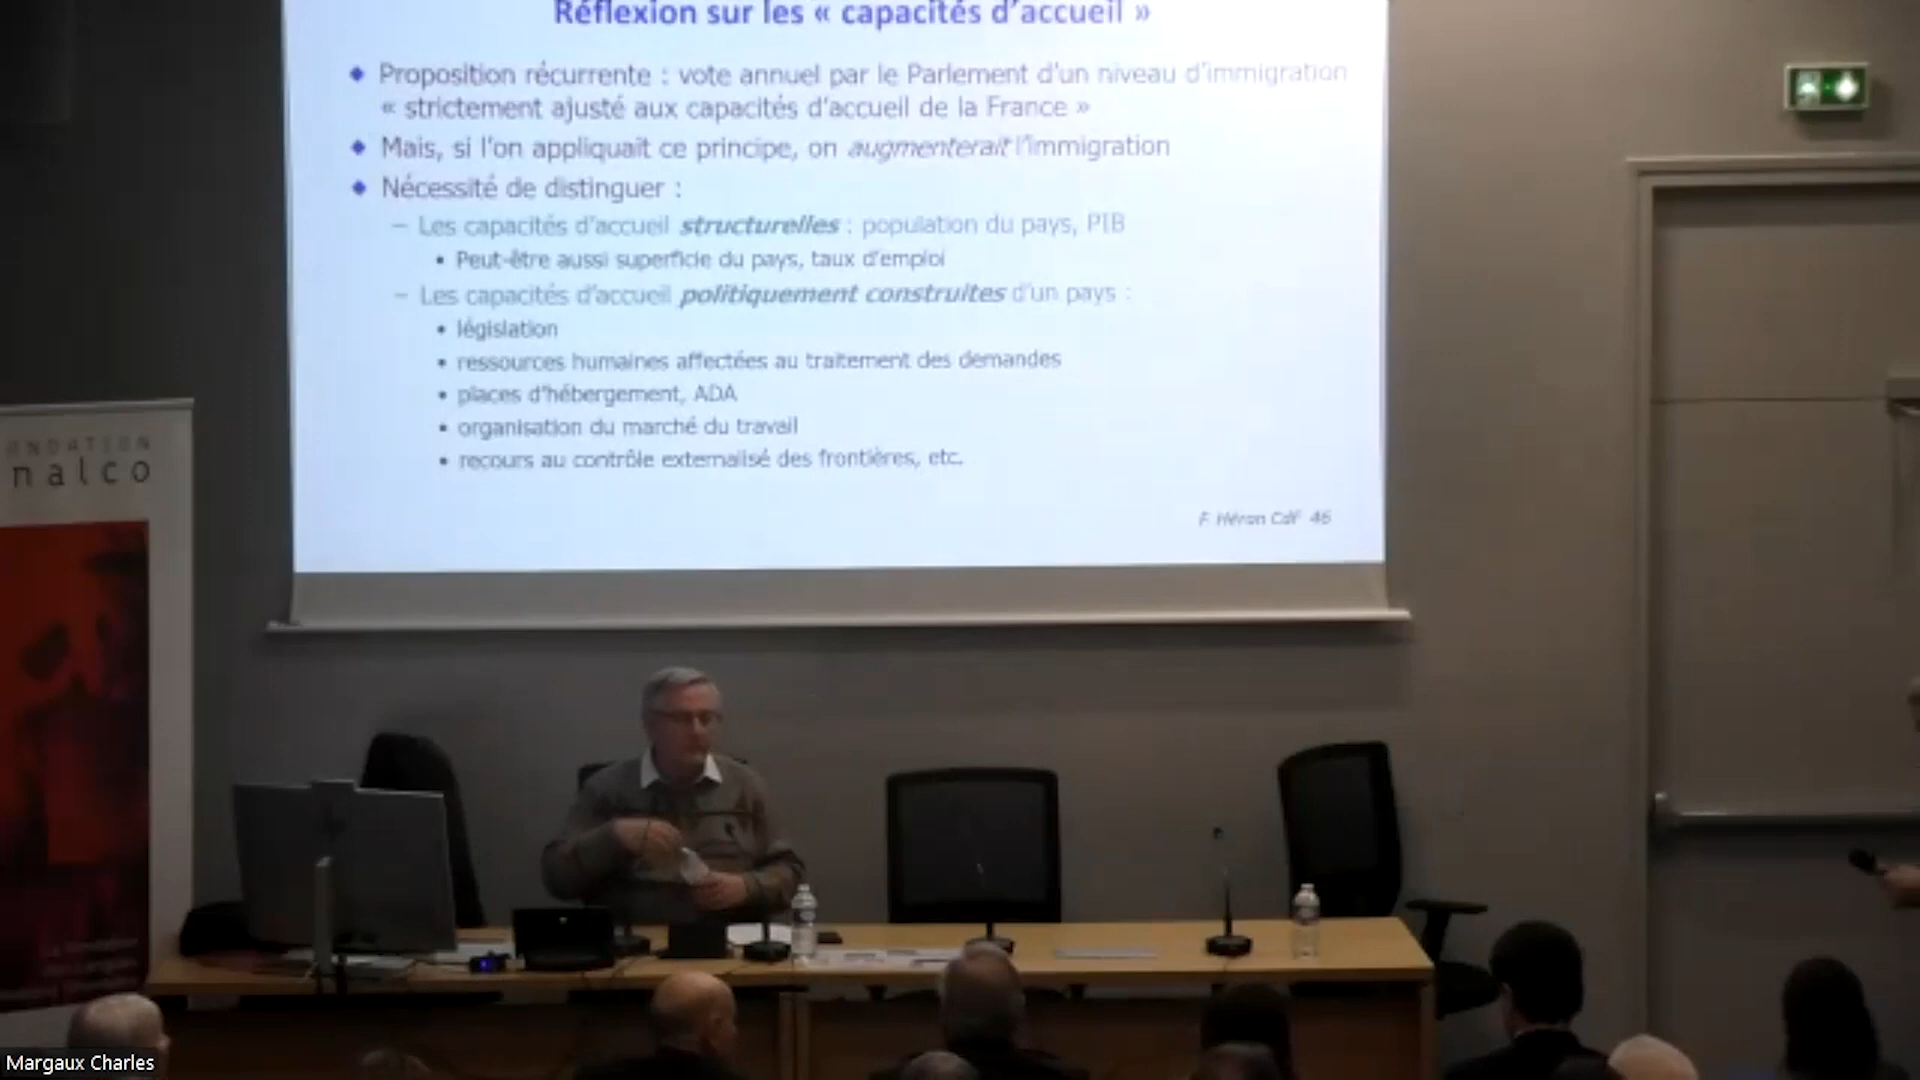 Réflexion sur les « capacités d'accueil »
◆ Proposition récurrente : vote annuel par le Parlement d'un niveau d'immigration
« strictement ajusté aux capacités d'accueil de la France »
◆ Mais, si l'on appliquait ce principe, on augmenterait l'immigration
◆ Nécessité de distinguer :
– Les capacités d'accueil structurelles : population du pays, PIB
• Peut-être aussi superficie du pays, taux d'emploi
– Les capacités d'accueil politiquement construites d'un pays :
• législation
• ressources humaines affectées au traitement des demandes
• places d'hébergement, ADA
• organisation du marché du travail
• recours au contrôle externalisé des frontières, etc.
F. Héran CdF 46
ONDATION
nalco
Margaux Charles